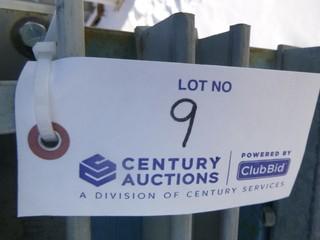 LOT NO
9
CENTURY AUCTIONS
POWERED BY
ClubBid
A DIVISION OF CENTURY SERVICES